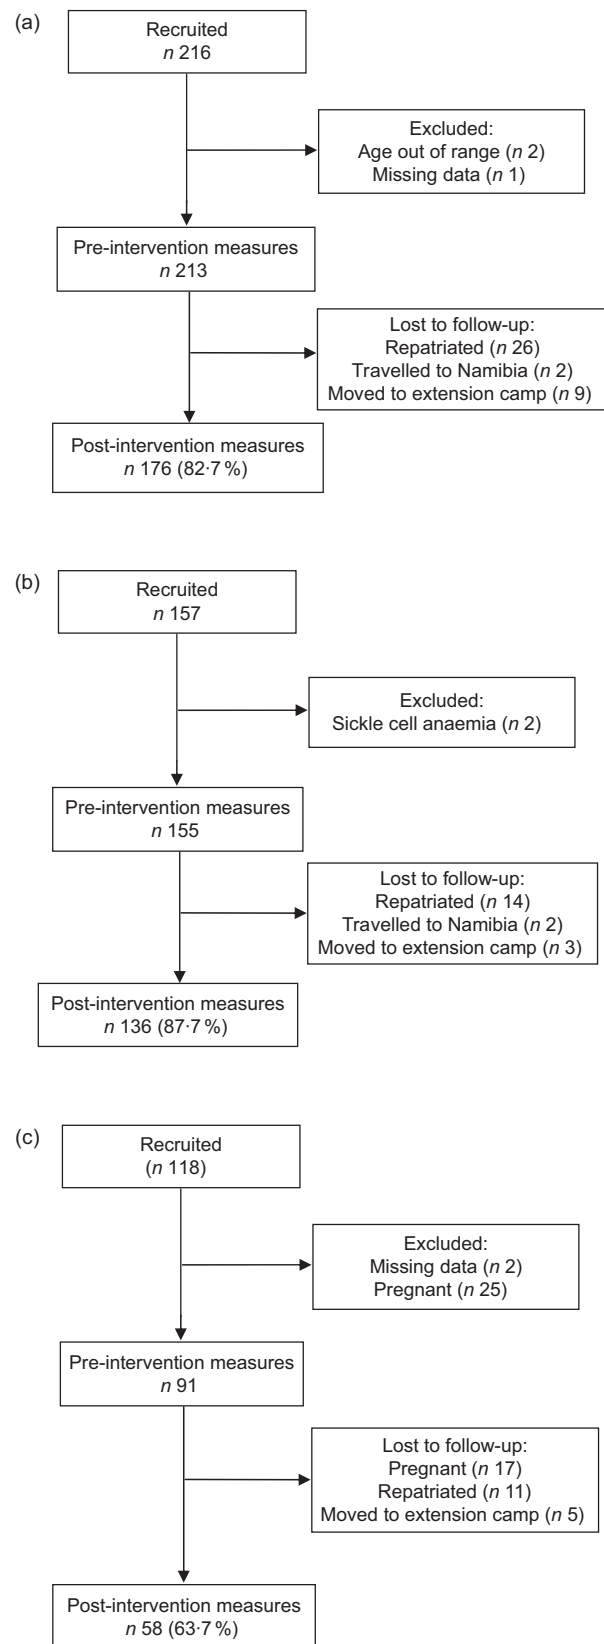 (a)
Recruited
n 216
Excluded:
Age out of range (n 2)
Missing data (n 1)
Pre-intervention measures
n 213
Lost to follow-up:
Repatriated (n 26)
Travelled to Namibia (n 2)
Moved to extension camp (n 9)
Post-intervention measures
n 176 (82·7 %)
(b)
Recruited
n 157
Excluded:
Sickle cell anaemia (n 2)
Pre-intervention measures
n 155
Lost to follow-up:
Repatriated (n 14)
Travelled to Namibia (n 2)
Moved to extension camp (n 3)
Post-intervention measures
n 136 (87·7 %)
(c)
Recruited
(n 118)
Excluded:
Missing data (n 2)
Pregnant (n 25)
Pre-intervention measures
n 91
Lost to follow-up:
Pregnant (n 17)
Repatriated (n 11)
Moved to extension camp (n 5)
Post-intervention measures
n 58 (63·7 %)